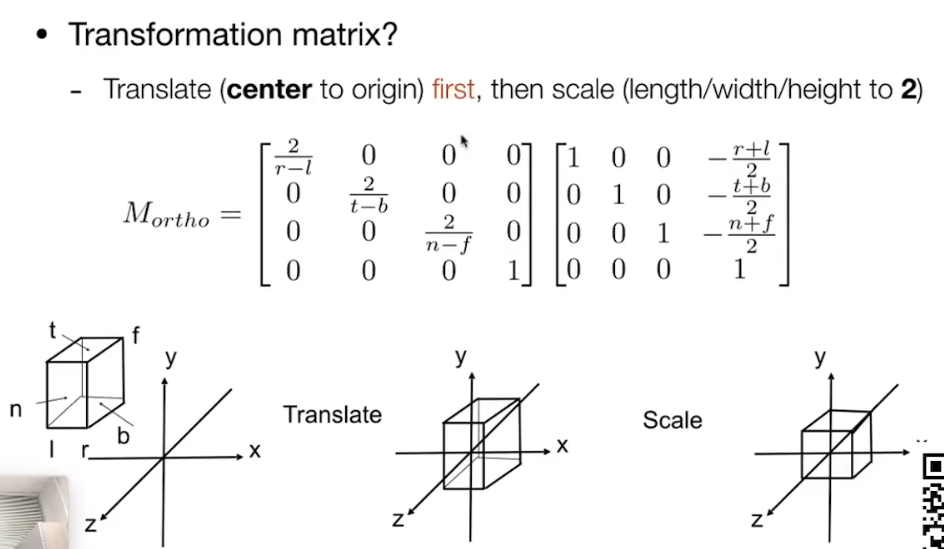 • Transformation matrix?
- Translate (center to origin) first, then scale (length/width/height to 2)
M_{ortho} = \begin{bmatrix} \frac{2}{r-l} & 0 & 0 & 0 \\ 0 & \frac{2}{t-b} & 0 & 0 \\ 0 & 0 & \frac{2}{n-f} & 0 \\ 0 & 0 & 0 & 1 \end{bmatrix} \begin{bmatrix} 1 & 0 & 0 & -\frac{r+l}{2} \\ 0 & 1 & 0 & -\frac{t+b}{2} \\ 0 & 0 & 1 & -\frac{n+f}{2} \\ 0 & 0 & 0 & 1 \end{bmatrix}
t f
y
n
l r b
x
z
Translate
y
x
z
Scale
y
z